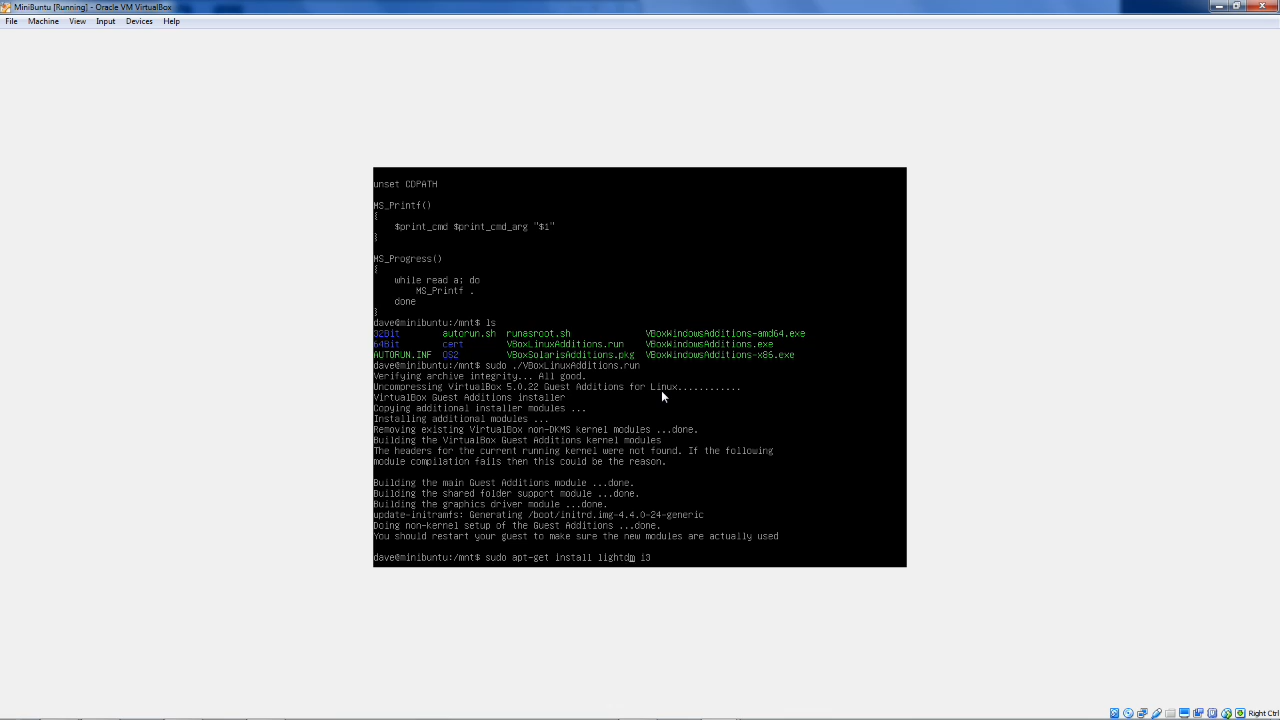 MiniBuntu [Running] - Oracle VM VirtualBox
File Machine View Input Devices Help
unset CDPATH
MS_Printf()
{
$print_cmd $print_cmd_arg "$1"
}
MS_Progress()
{
while read a; do
MS_Printf .
done
}
dave@minibuntu:/mnt$ ls
32Bit autorun.sh runasroot.sh VBoxWindowsAdditions-amd64.exe
64Bit cert VBoxLinuxAdditions.run VBoxWindowsAdditions.exe
AUTORUN.INF OS2 VBoxSolarisAdditions.pkg VBoxWindowsAdditions-x86.exe
dave@minibuntu:/mnt$ sudo ./VBoxLinuxAdditions.run
Verifying archive integrity... All good.
Uncompressing VirtualBox 5.0.22 Guest Additions for Linux............
VirtualBox Guest Additions installer
Copying additional installer modules ...
Installing additional modules ...
Removing existing VirtualBox non-DKMS kernel modules ...done.
Building the VirtualBox Guest Additions kernel modules
The headers for the current running kernel were not found. If the following
module compilation fails then this could be the reason.
Building the main Guest Additions module ...done.
Building the shared folder support module ...done.
Building the graphics driver module ...done.
update-initramfs: Generating /boot/initrd.img-4.4.0-24-generic
Doing non-kernel setup of the Guest Additions ...done.
You should restart your guest to make sure the new modules are actually used
dave@minibuntu:/mnt$ sudo apt-get install lightdm i3
Right Ctrl